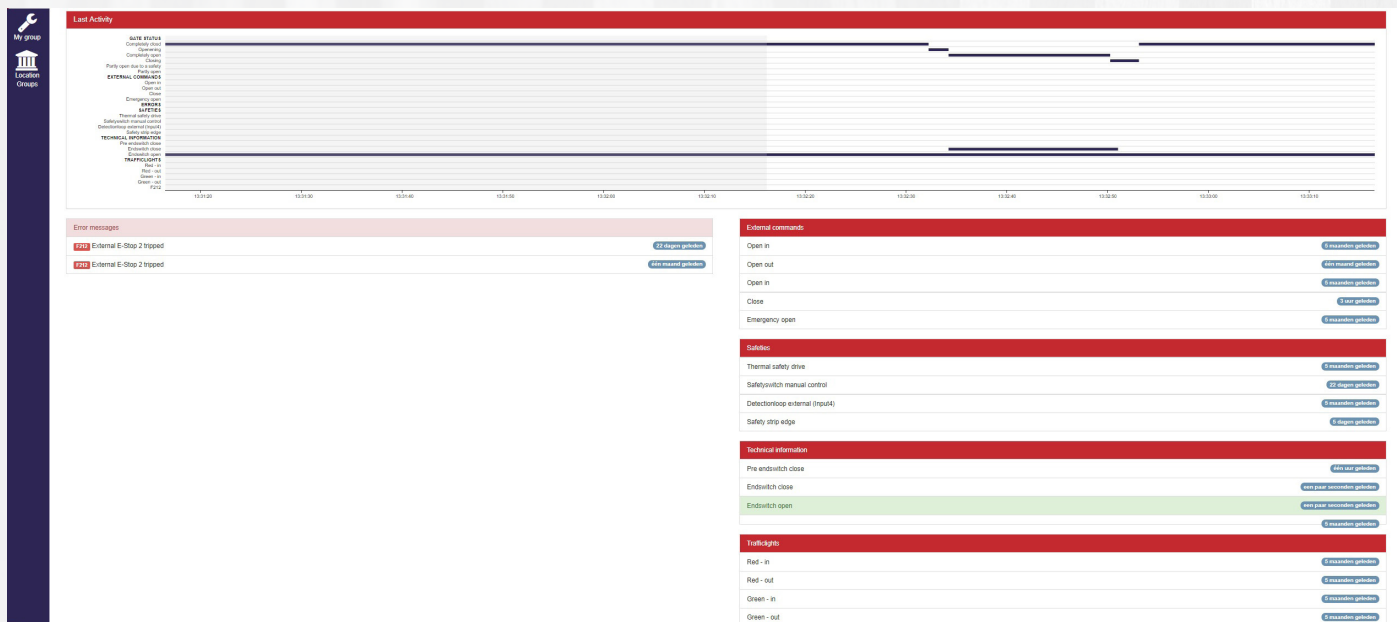 My group
Location
Groups
Last Activity
GATE STATUS
Completely closd
Openening
Completely open
Closing
Partly open due to a safety
Partly open
EXTERNAL COMMANDS
Open in
Open out
Close
Emergency open
ERRORS
SAFETIES
Thermal safety drive
Safetyswitch manual control
Detectionloop external (Input4)
Safety strip edge
TECHNICAL INFORMATION
Pre endswitch close
Endswitch close
Endswitch open
TRAFFICLIGHTS
Red - in
Red - out
Green - in
Green - out
F212
13:31:20 13:31:30 13:31:40 13:31:50 13:32:00 13:32:10 13:32:20 13:32:30 13:32:40 13:32:50 13:33:00 13:33:10
Error messages
F212 External E-Stop 2 tripped 22 dagen geleden
F212 External E-Stop 2 tripped één maand geleden
External commands
Open in 5 maanden geleden
Open out één maand geleden
Open in 5 maanden geleden
Close 3 uur geleden
Emergency open 5 maanden geleden
Safeties
Thermal safety drive 5 maanden geleden
Safetyswitch manual control 22 dagen geleden
Detectionloop external (Input4) 5 maanden geleden
Safety strip edge 5 dagen geleden
Technical information
Pre endswitch close één uur geleden
Endswitch close een paar seconden geleden
Endswitch open een paar seconden geleden
5 maanden geleden
Trafficlights
Red - in 5 maanden geleden
Red - out 5 maanden geleden
Green - in 5 maanden geleden
Green - out 5 maanden geleden